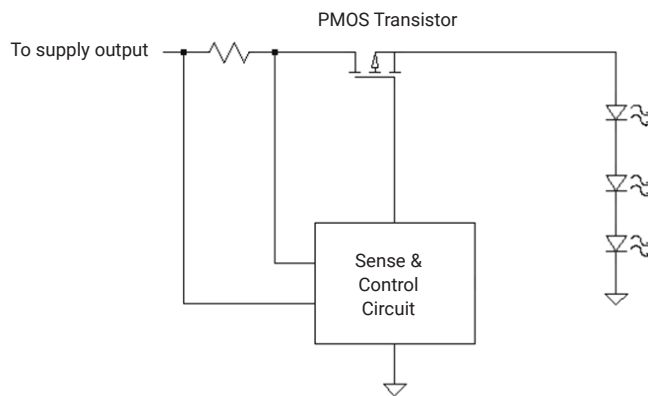 PMOS Transistor
To supply output
Sense &
Control
Circuit